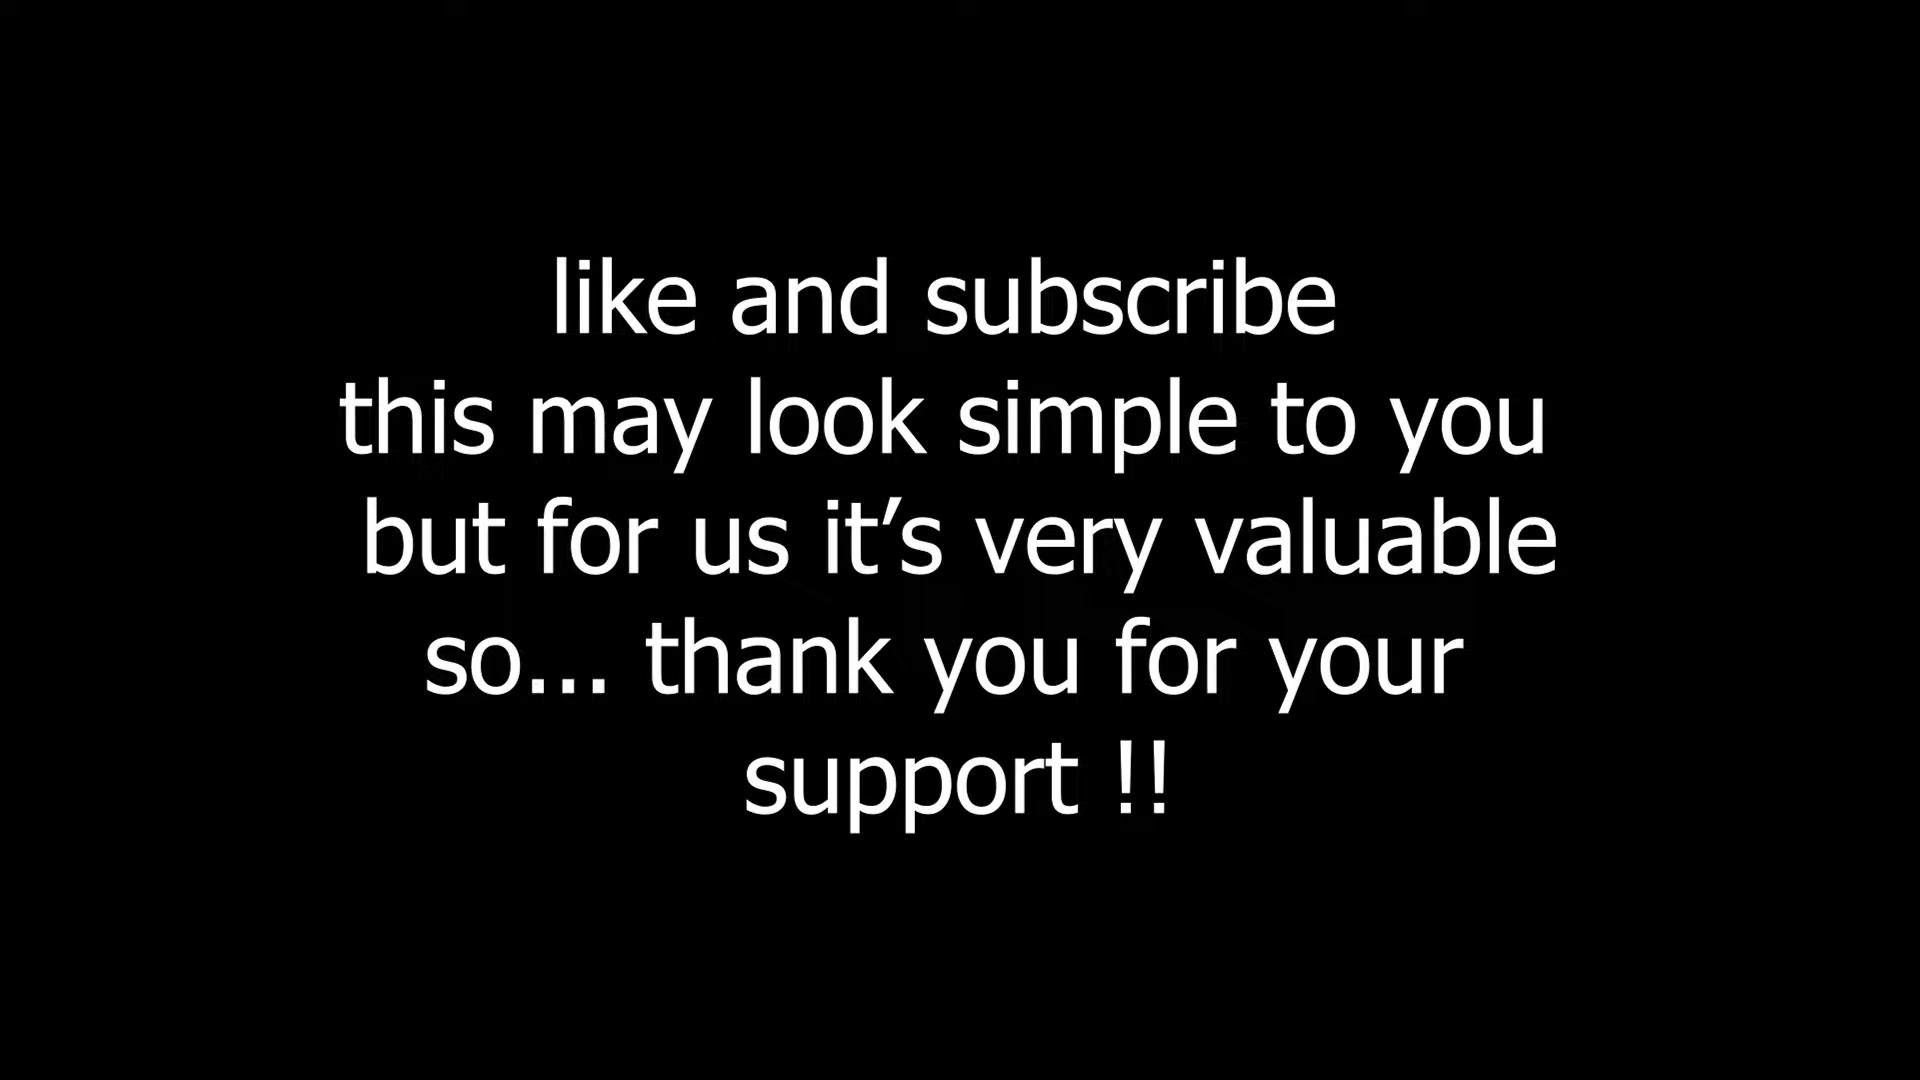 like and subscribe
this may look simple to you
but for us it’s very valuable
so... thank you for your
support !!